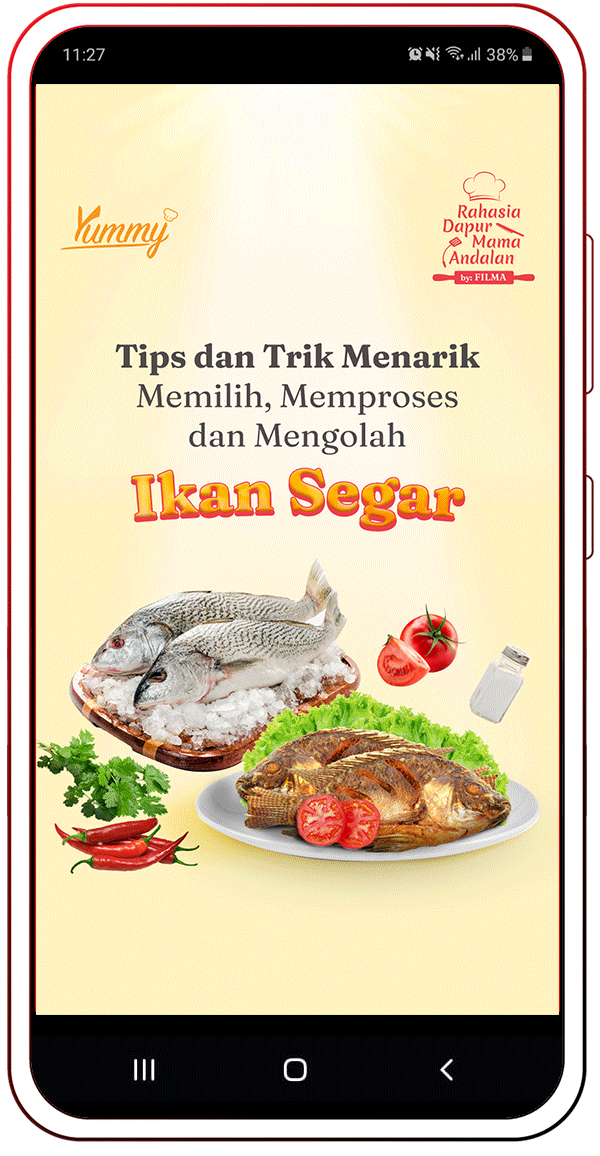 11:27
38%
Yummy
Rahasia
Dapur
Mama
Andalan
by: FILMA
Tips dan Trik Menarik
Memilih, Memproses
dan Mengolah
Ikan Segar